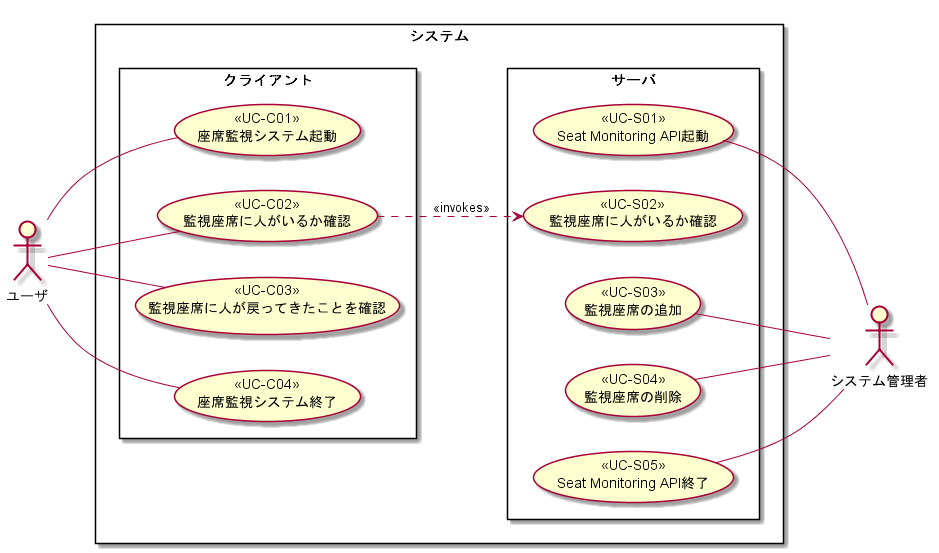 システム
クライアント
«UC-C01»
座席監視システム起動
«UC-C02»
監視座席に人がいるか確認
«UC-C03»
監視座席に人が戻ってきたことを確認
«UC-C04»
座席監視システム終了
«invokes»
サーバ
«UC-S01»
Seat Monitoring API起動
«UC-S02»
監視座席に人がいるか確認
«UC-S03»
監視座席の追加
«UC-S04»
監視座席の削除
«UC-S05»
Seat Monitoring API終了
ユーザ
システム管理者